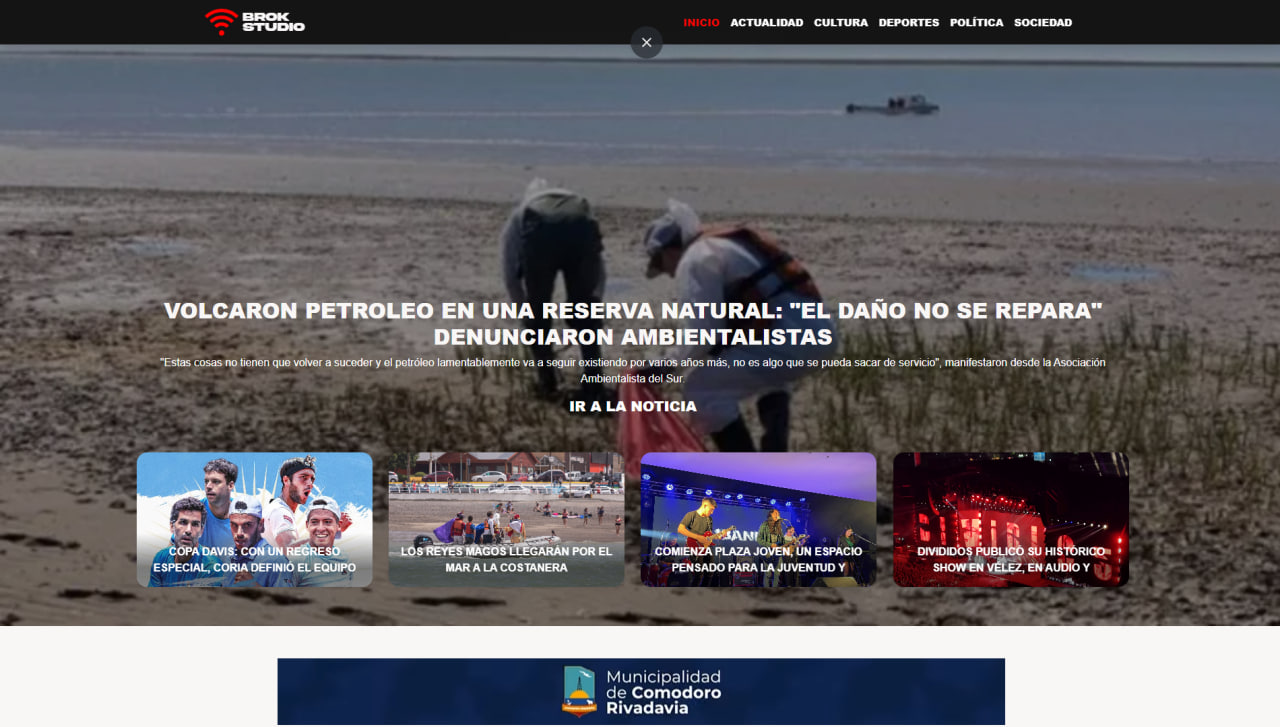 BROK
STUDIO
INICIO ACTUALIDAD CULTURA DEPORTES POLÍTICA SOCIEDAD
VOLCARON PETROLEO EN UNA RESERVA NATURAL: "EL DAÑO NO SE REPARA"
DENUNCIARON AMBIENTALISTAS
"Estas cosas no tienen que volver a suceder y el petróleo lamentablemente va a seguir existiendo por varios años más, no es algo que se pueda sacar de servicio", manifestaron desde la Asociación
Ambientalista del Sur.
IR A LA NOTICIA
COPA DAVIS: CON UN REGRESO
ESPECIAL, CORIA DEFINIÓ EL EQUIPO
LOS REYES MAGOS LLEGARÁN POR EL
MAR A LA COSTANERA
COMIENZA PLAZA JOVEN, UN ESPACIO
PENSADO PARA LA JUVENTUD Y
DIVIDIDOS PUBLICÓ SU HISTÓRICO
SHOW EN VÉLEZ, EN AUDIO Y
Municipalidad
de Comodoro
Rivadavia